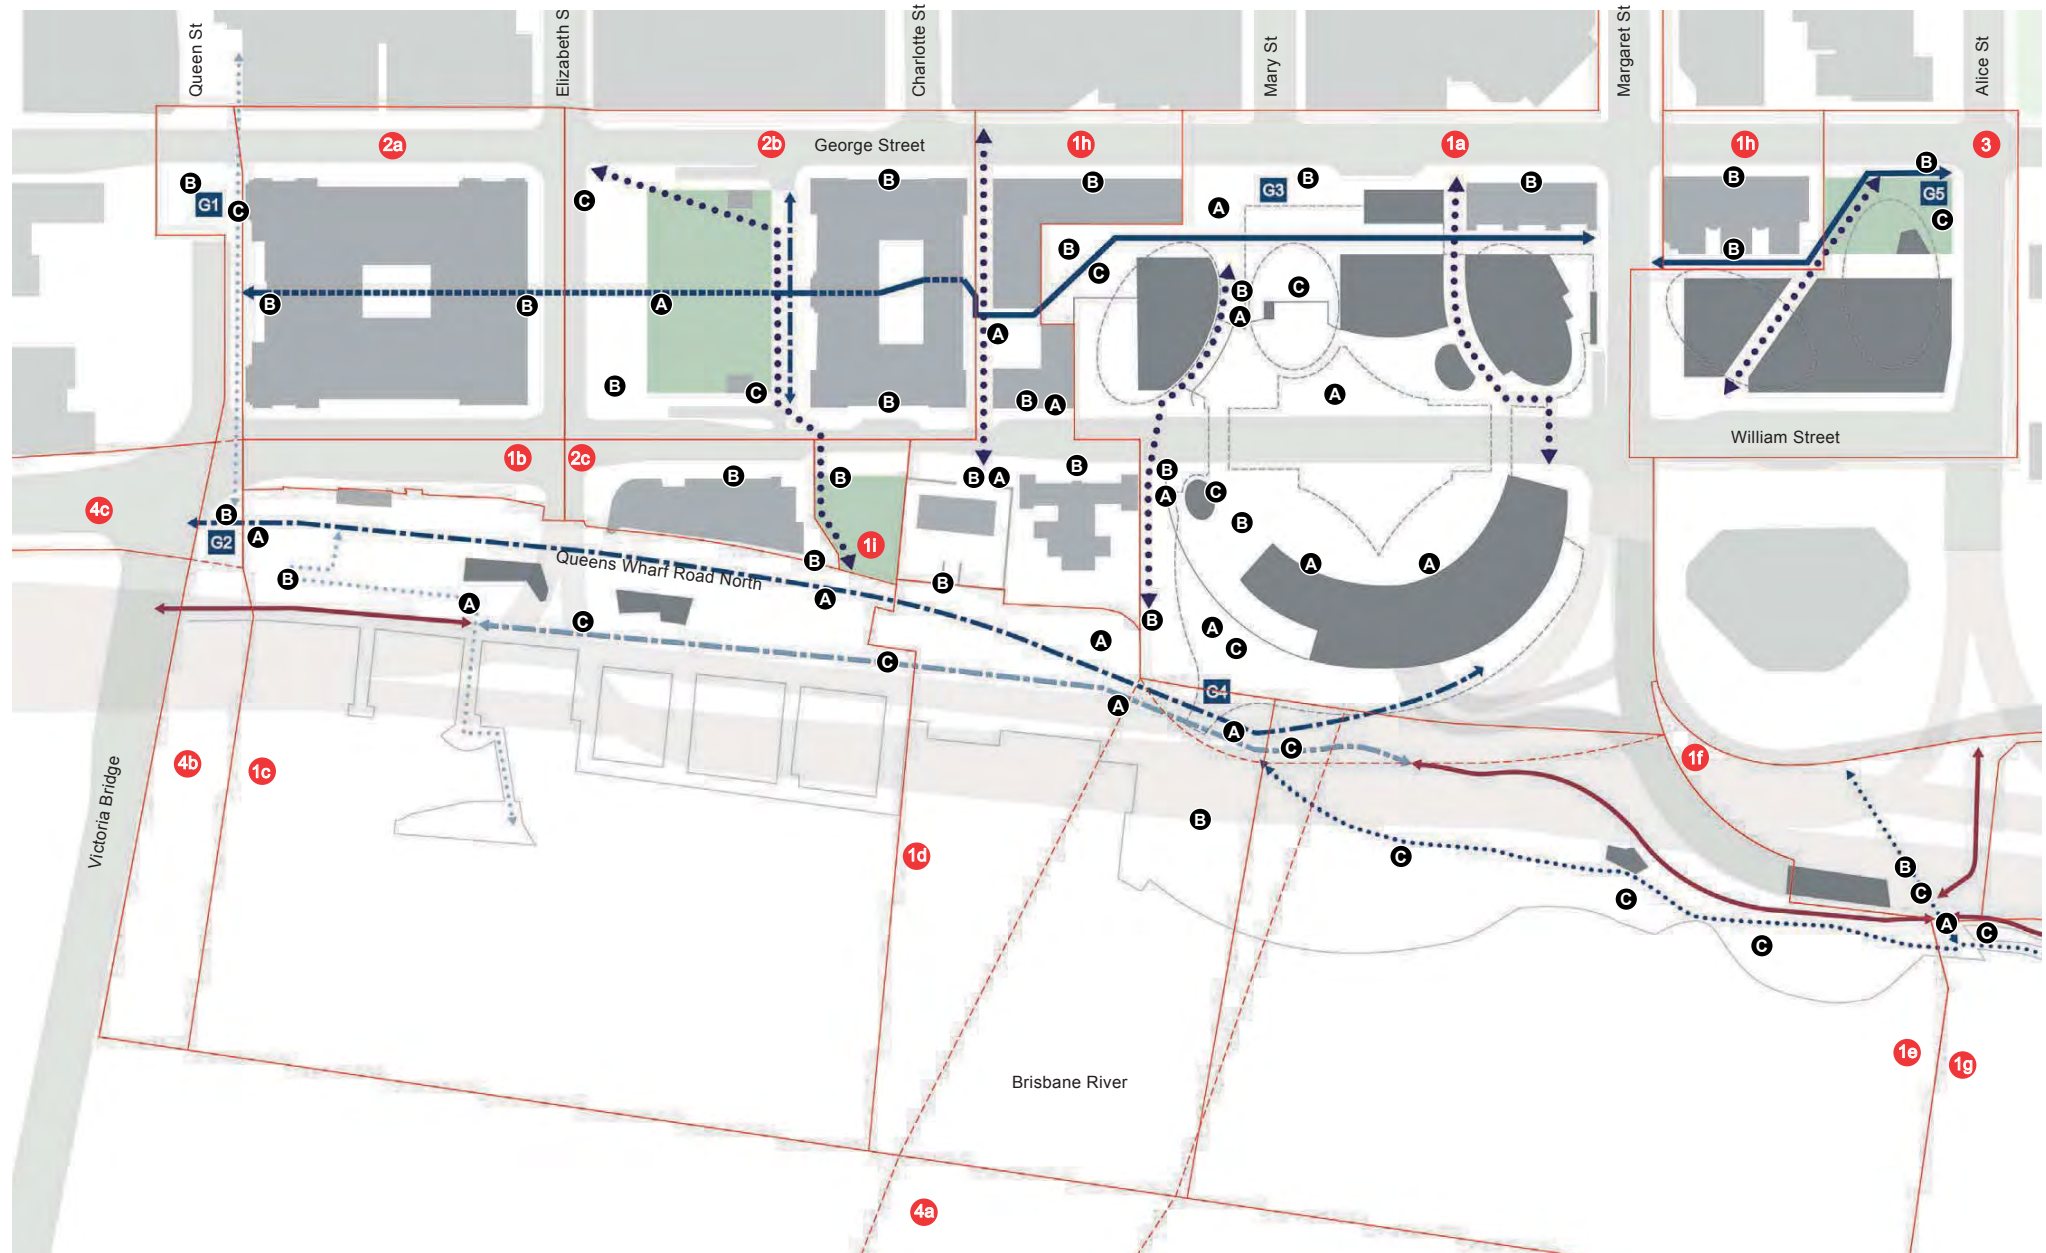 Queen St
Elizabeth S
Charlotte St
Mary St
Margaret St
Alice St
2a
2b
George Street
1h
1a
1h
3
B
G1
C
C
B
B
A
G3
B
B
B
B
G5
C
B
B
A
B
B
C
B
A
C
B
A
B
C
B
B
A
A
1b
2c
William Street
4c
B
G2
A
B
B
B
A
B
B
A
C
B
1i
B
A
A
Queens Wharf Road North
B
A
C
A
B
B
A
C
A
C
G4
A
A
C
4b
1c
Victoria Bridge
1d
B
C
1f
B
C
C
A
C
C
1e
1g
Brisbane River
4a